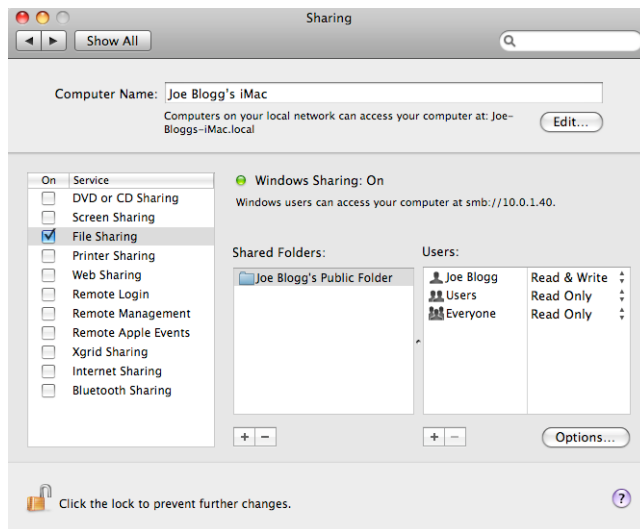 Sharing
Show All
Computer Name: Joe Blogg's iMac
Computers on your local network can access your computer at: Joe-
Bloggs-iMac.local
Edit...
On Service
DVD or CD Sharing
Screen Sharing
File Sharing
Printer Sharing
Web Sharing
Remote Login
Remote Management
Remote Apple Events
Xgrid Sharing
Internet Sharing
Bluetooth Sharing
Windows Sharing: On
Windows users can access your computer at smb://10.0.1.40.
Shared Folders:
Joe Blogg's Public Folder
Users:
Joe Blogg Read & Write
Users Read Only
Everyone Read Only
+ −
+ −
Options...
Click the lock to prevent further changes.
?